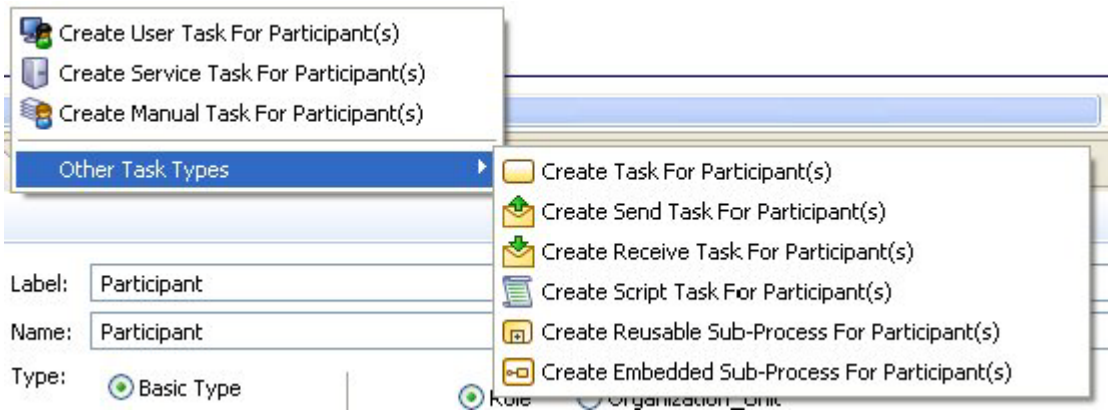 Create User Task For Participant(s)
Create Service Task For Participant(s)
Create Manual Task For Participant(s)
Other Task Types
Create Task For Participant(s)
Create Send Task For Participant(s)
Create Receive Task For Participant(s)
Create Script Task For Participant(s)
Create Reusable Sub-Process For Participant(s)
Create Embedded Sub-Process For Participant(s)
Label: Participant
Name: Participant
Type: Basic Type Role Organization_Unit